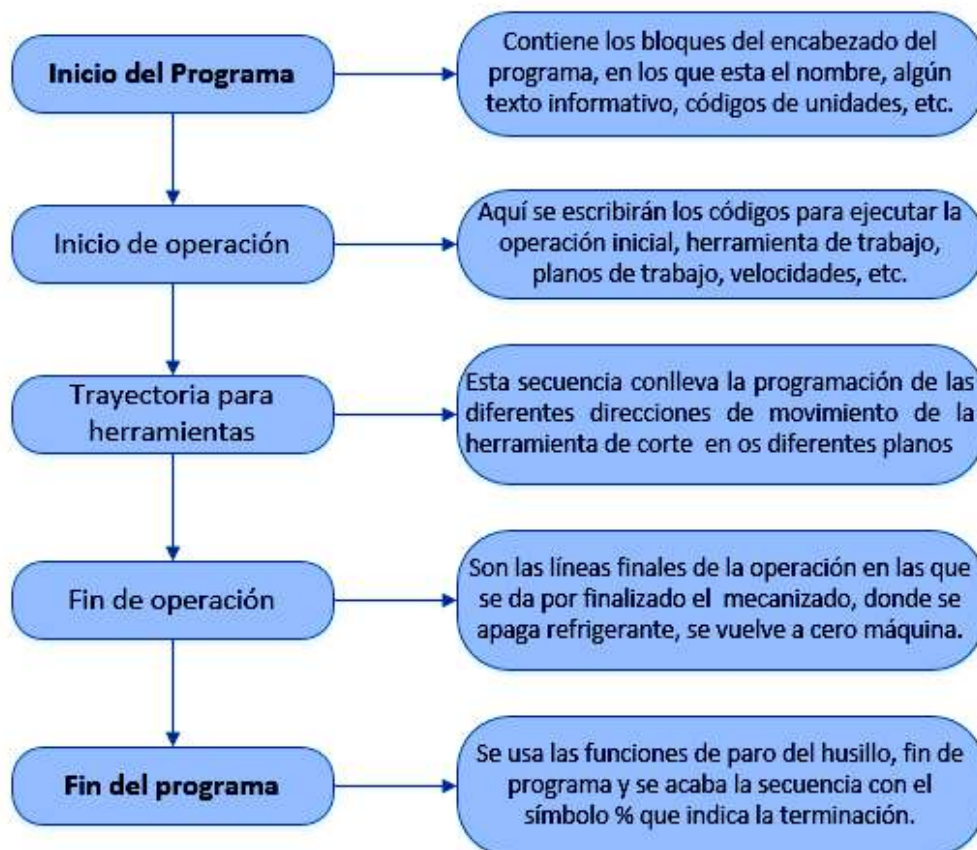 Inicio del Programa
Contiene los bloques del encabezado del
programa, en los que esta el nombre, algún
texto informativo, códigos de unidades, etc.
Inicio de operación
Aquí se escribirán los códigos para ejecutar la
operación inicial, herramienta de trabajo,
planos de trabajo, velocidades, etc.
Trayectoria para
herramientas
Esta secuencia conlleva la programación de las
diferentes direcciones de movimiento de la
herramienta de corte en os diferentes planos
Fin de operación
Son las líneas finales de la operación en las que
se da por finalizado el mecanizado, donde se
apaga refrigerante, se vuelve a cero máquina.
Fin del programa
Se usa las funciones de paro del husillo, fin de
programa y se acaba la secuencia con el
símbolo % que indica la terminación.